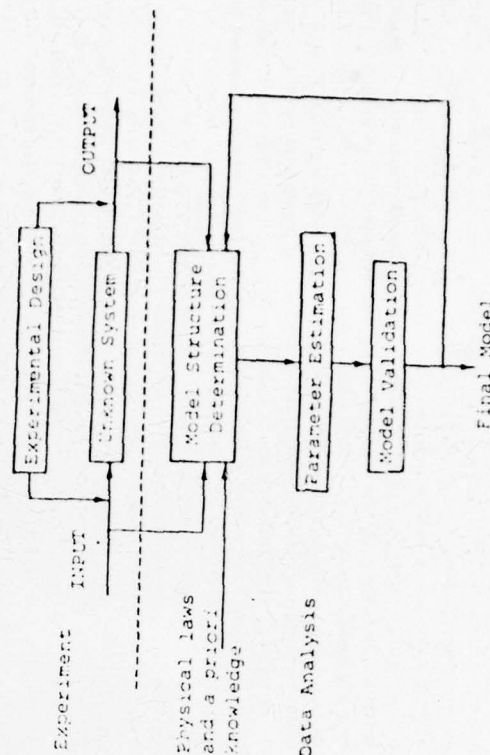 Experiment
Experimental Design
INPUT
Unknown System
OUTPUT
Physical laws
and a priori
knowledge
Model Structure
Determination
Data Analysis
Parameter Estimation
Model Validation
Final Model